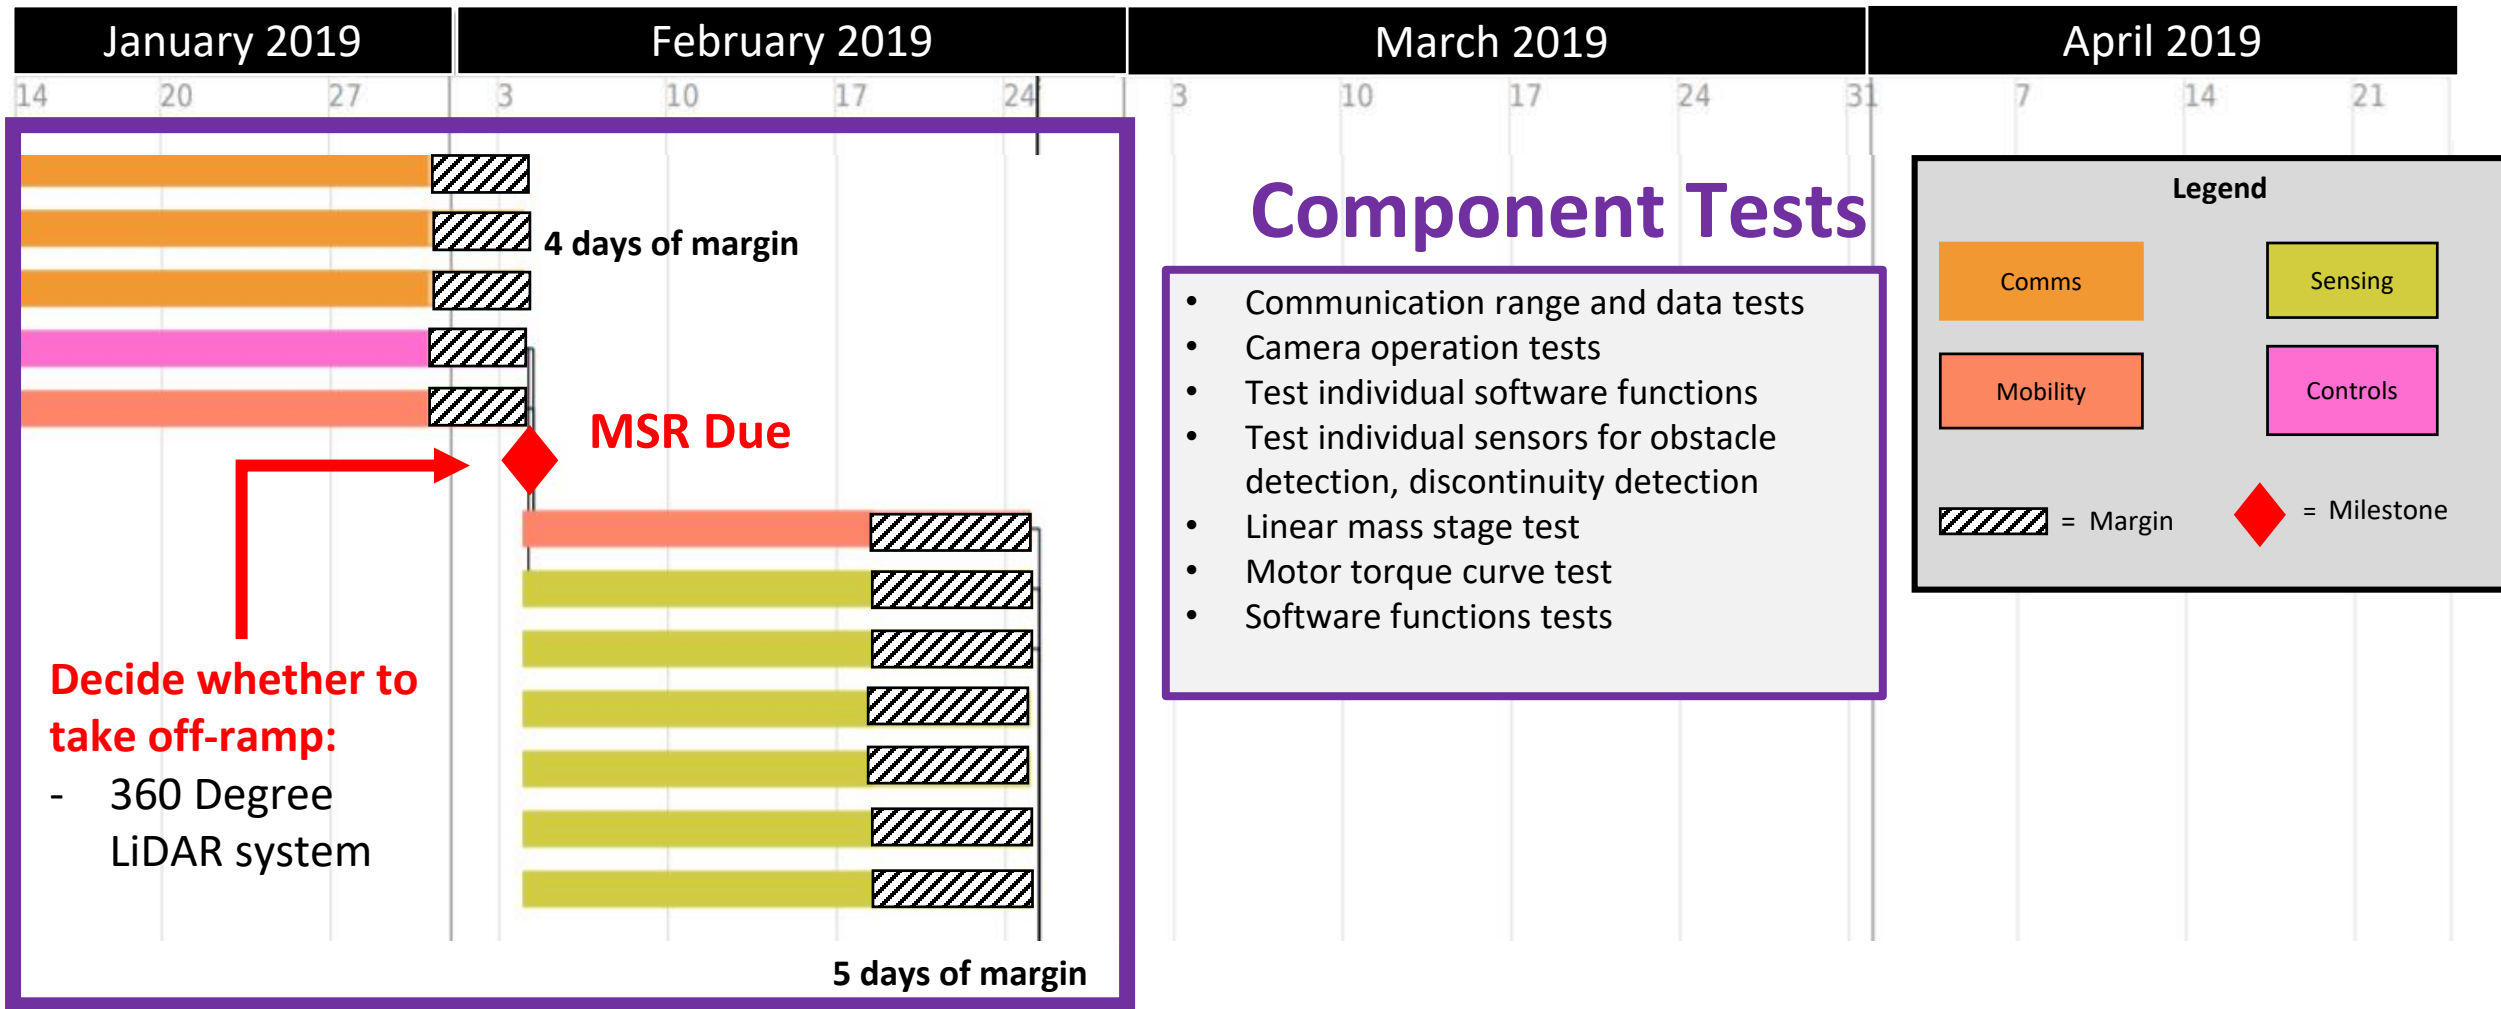 January 2019 February 2019 March 2019 April 2019
14 20 27 3 10 17 24 3 10 17 24 31 7 14 21
4 days of margin
MSR Due
Decide whether to
take off-ramp:
- 360 Degree
LiDAR system
5 days of margin
Component Tests
• Communication range and data tests
• Camera operation tests
• Test individual software functions
• Test individual sensors for obstacle
detection, discontinuity detection
• Linear mass stage test
• Motor torque curve test
• Software functions tests
Legend
Comms Sensing
Mobility Controls
= Margin = Milestone